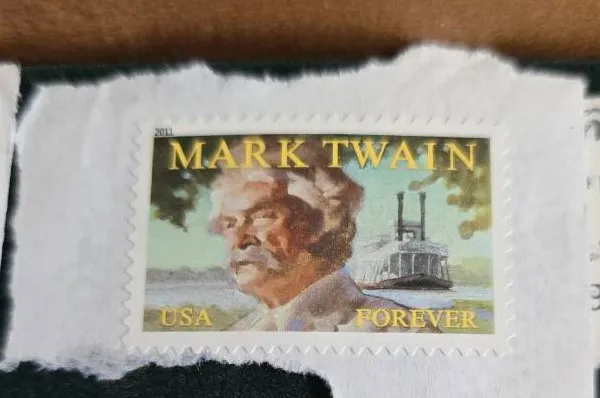 2011
MARK TWAIN
USA
FOREVER